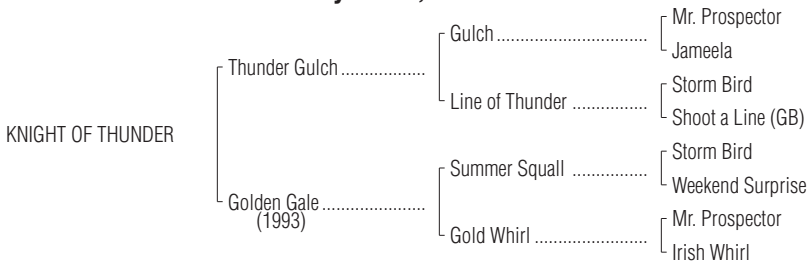 Mr. Prospector
Gulch
Jameela
Thunder Gulch
Storm Bird
Line of Thunder
Shoot a Line (GB)
KNIGHT OF THUNDER
Storm Bird
Summer Squall
Weekend Surprise
Golden Gale
(1993)
Mr. Prospector
Gold Whirl
Irish Whirl